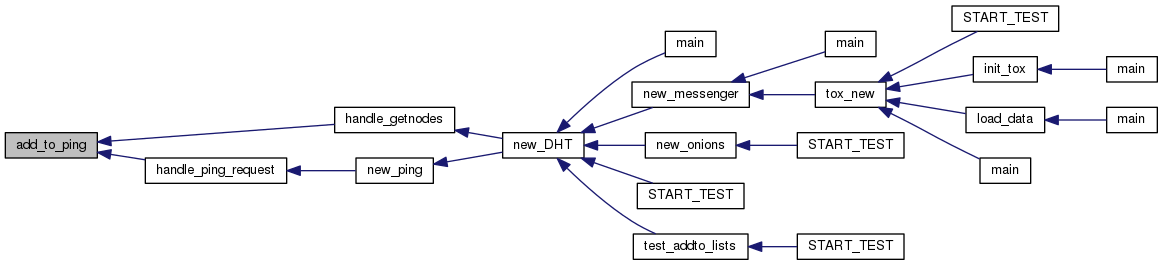 START_TEST
main
main
new_messenger
tox_new
init_tox
main
handle_getnodes
load_data
main
add_to_ping
new_DHT
new_onions
START_TEST
handle_ping_request
new_ping
main
START_TEST
test_addto_lists
START_TEST